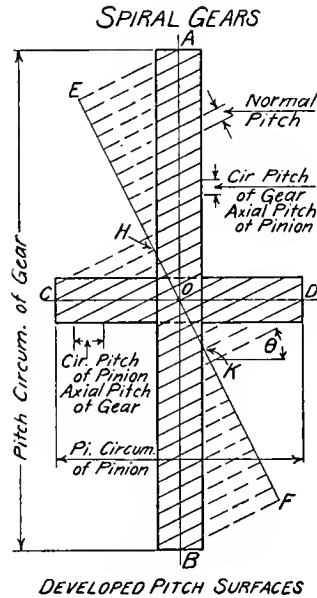 SPIRAL GEARS
A
E
Normal
Pitch
Cir. Pitch
of Gear
Axial Pitch
of Pinion
H
C
O
D
Cir. Pitch
of Pinion
Axial Pitch
of Gear
θ
K
Pitch Circum. of Gear
Pi. Circum.
of Pinion
F
B
DEVELOPED PITCH SURFACES